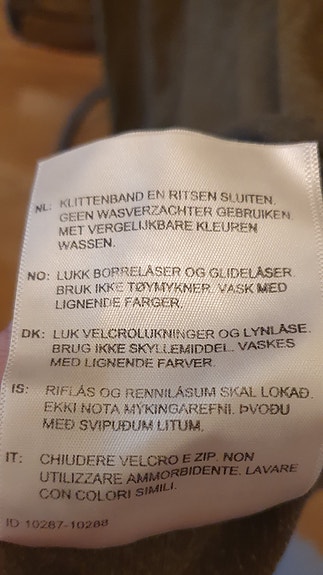 NL: KLITTENBAND EN RITSEN SLUITEN.
GEEN WASVERZACHTER GEBRUIKEN.
MET VERGELIJKBARE KLEUREN
WASSEN.
NO: LUKK BORRELÅSER OG GLIDELÅSER.
BRUK IKKE TØYMYKNER. VASK MED
LIGNENDE FARGER.
DK: LUK VELCROLUKNINGER OG LYNLÅSE.
BRUG IKKE SKYLLEMIDDEL. VASKES
MED LIGNENDE FARVER.
IS: RIFLÁS OG RENNILÁSUM SKAL LOKAÐ.
EKKI NOTA MÝKINGAREFNI. ÞVOÐU
MEÐ SVIPUÐUM LITUM.
IT: CHIUDERE VELCRO E ZIP. NON
UTILIZZARE AMMORBIDENTE. LAVARE
CON COLORI SIMILI.
ID 10287-10288